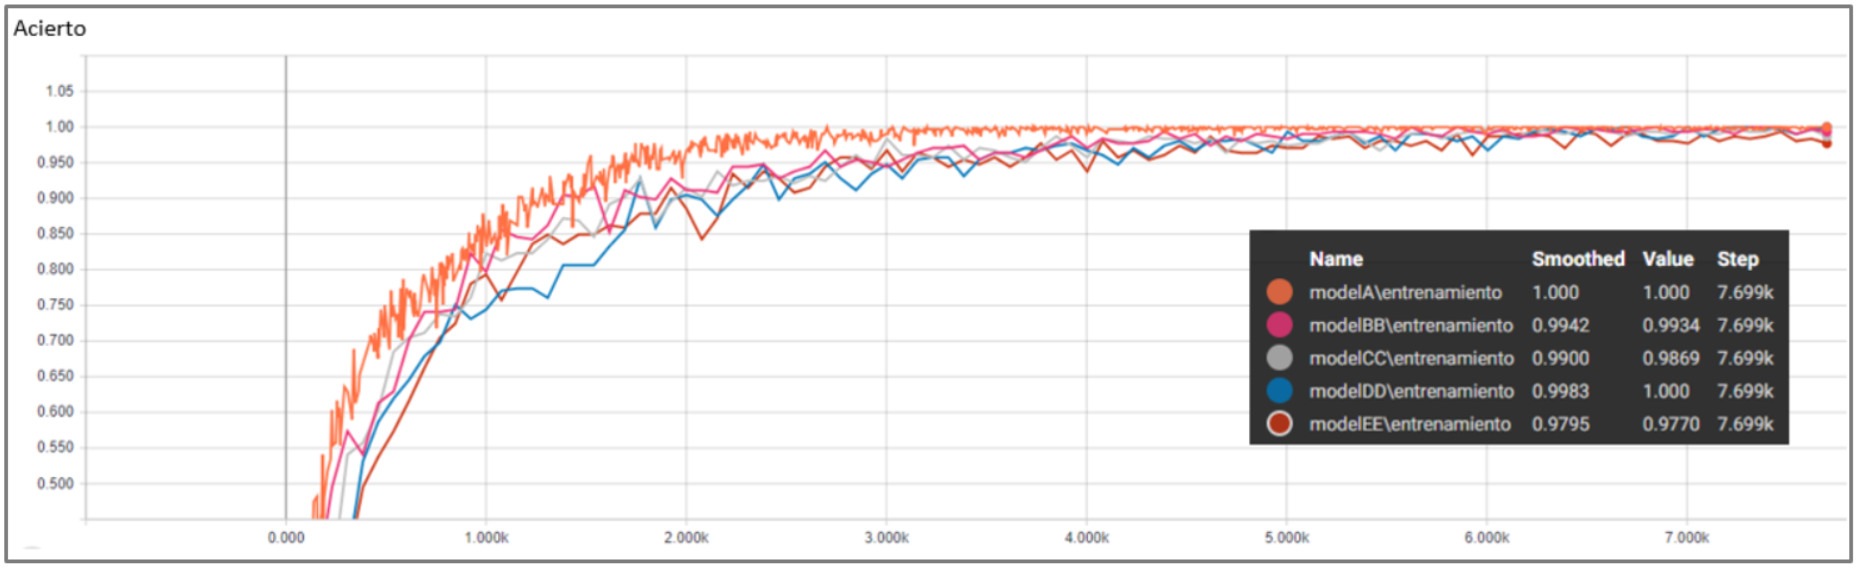 Acierto
1.05
1.00
0.950
0.900
0.850
0.800
0.750
0.700
0.650
0.600
0.550
0.500
0.000 1.000k 2.000k 3.000k 4.000k 5.000k 6.000k 7.000k
Name Smoothed Value Step
modelA\entrenamiento 1.000 1.000 7.699k
modelBB\entrenamiento 0.9942 0.9934 7.699k
modelCC\entrenamiento 0.9900 0.9869 7.699k
modelDD\entrenamiento 0.9983 1.000 7.699k
modelEE\entrenamiento 0.9795 0.9770 7.699k